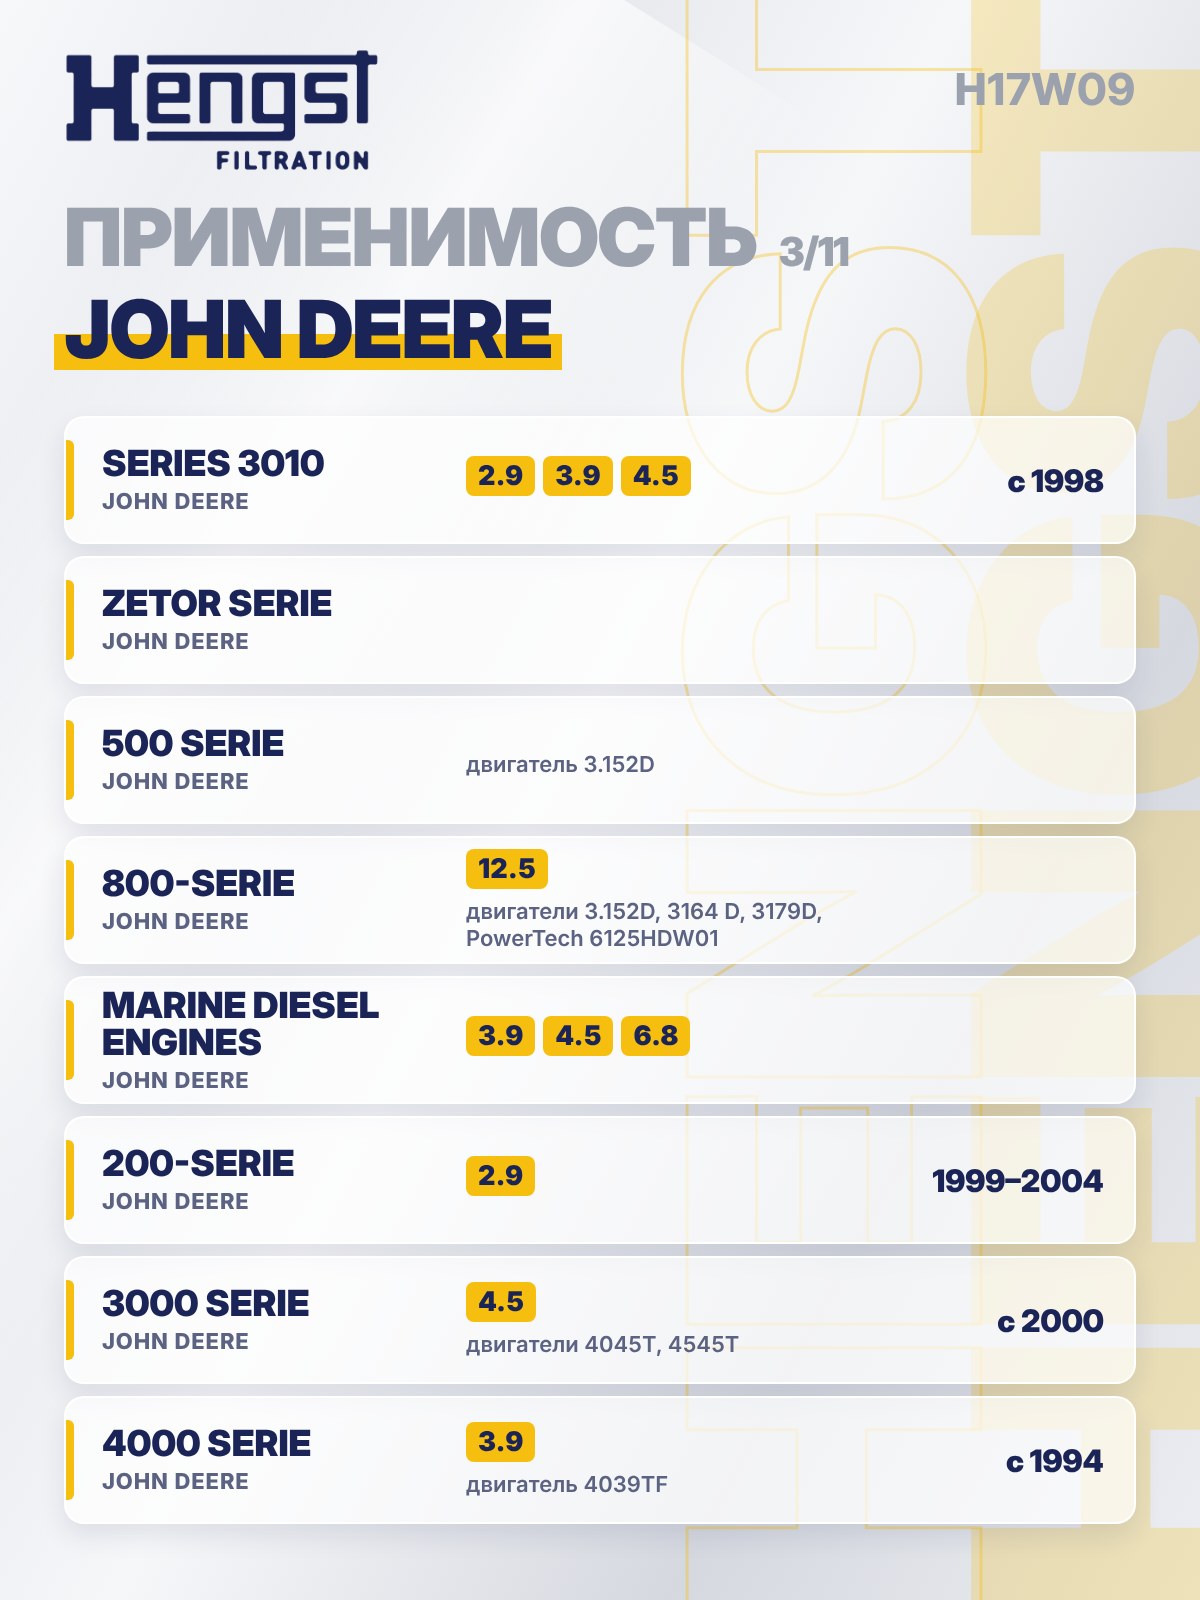 Hengst
FILTRATION
H17W09
ПРИМЕНИМОСТЬ 3/11
JOHN DEERE
SERIES 3010
JOHN DEERE
2.9 3.9 4.5
с 1998
ZETOR SERIE
JOHN DEERE
500 SERIE
JOHN DEERE
двигатель 3.152D
800-SERIE
JOHN DEERE
12.5
двигатели 3.152D, 3164 D, 3179D,
PowerTech 6125HDW01
MARINE DIESEL
ENGINES
JOHN DEERE
3.9 4.5 6.8
200-SERIE
JOHN DEERE
2.9
1999–2004
3000 SERIE
JOHN DEERE
4.5
двигатели 4045T, 4545T
с 2000
4000 SERIE
JOHN DEERE
3.9
двигатель 4039TF
с 1994
HENGST
HENGST